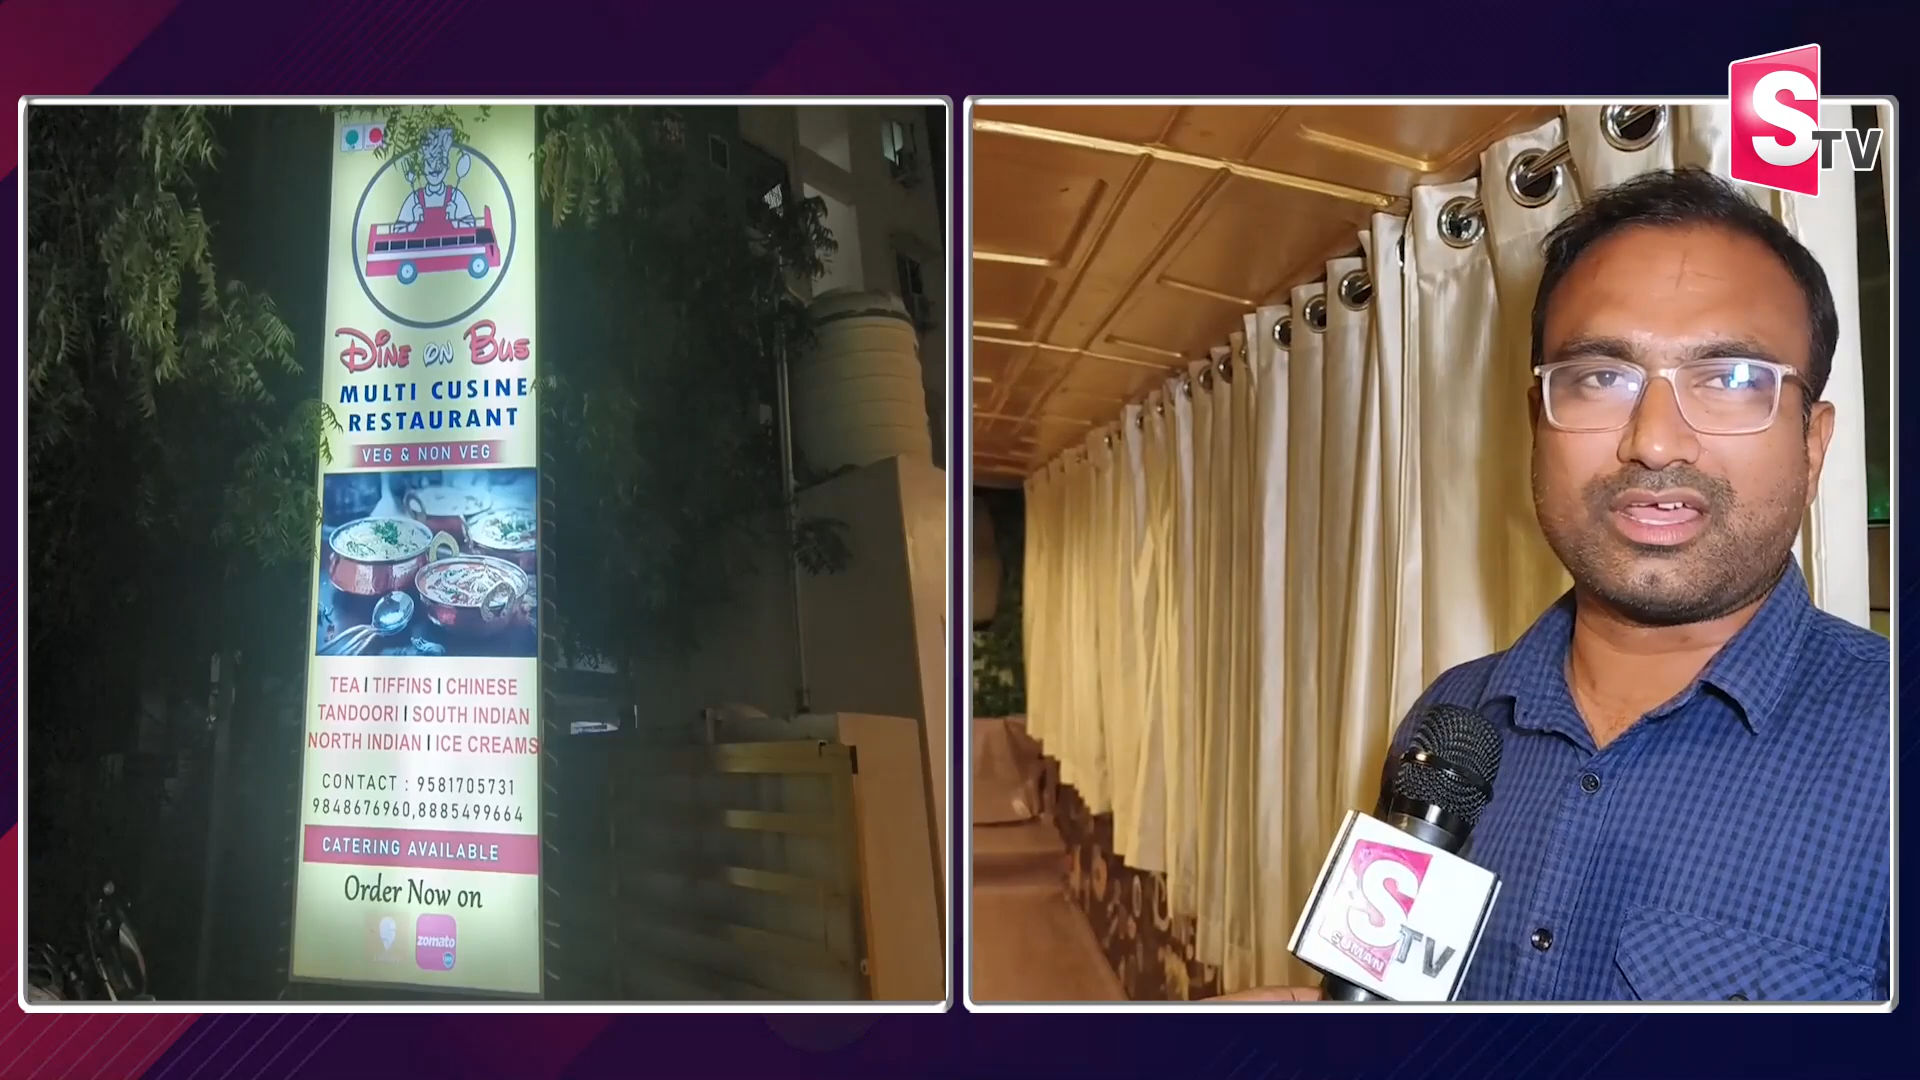 DINE ON BUS
MULTI CUSINE
RESTAURANT
VEG & NON VEG
TEA | TIFFINS | CHINESE
TANDOORI | SOUTH INDIAN
NORTH INDIAN | ICE CREAMS
CONTACT : 9581705731
9848676960,8885499664
CATERING AVAILABLE
Order Now on
zomato
S TV
S TV
SUMAN